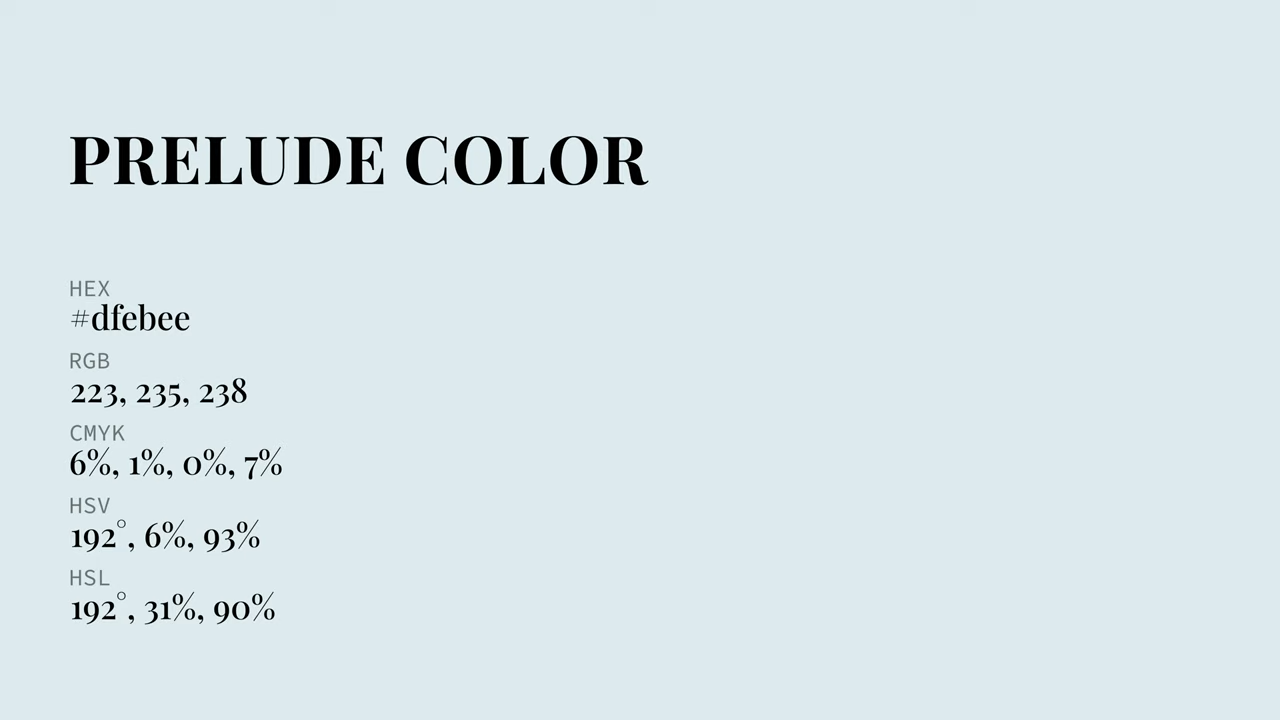 PRELUDE COLOR
HEX
#dfebee
RGB
223, 235, 238
CMYK
6%, 1%, 0%, 7%
HSV
192°, 6%, 93%
HSL
192°, 31%, 90%